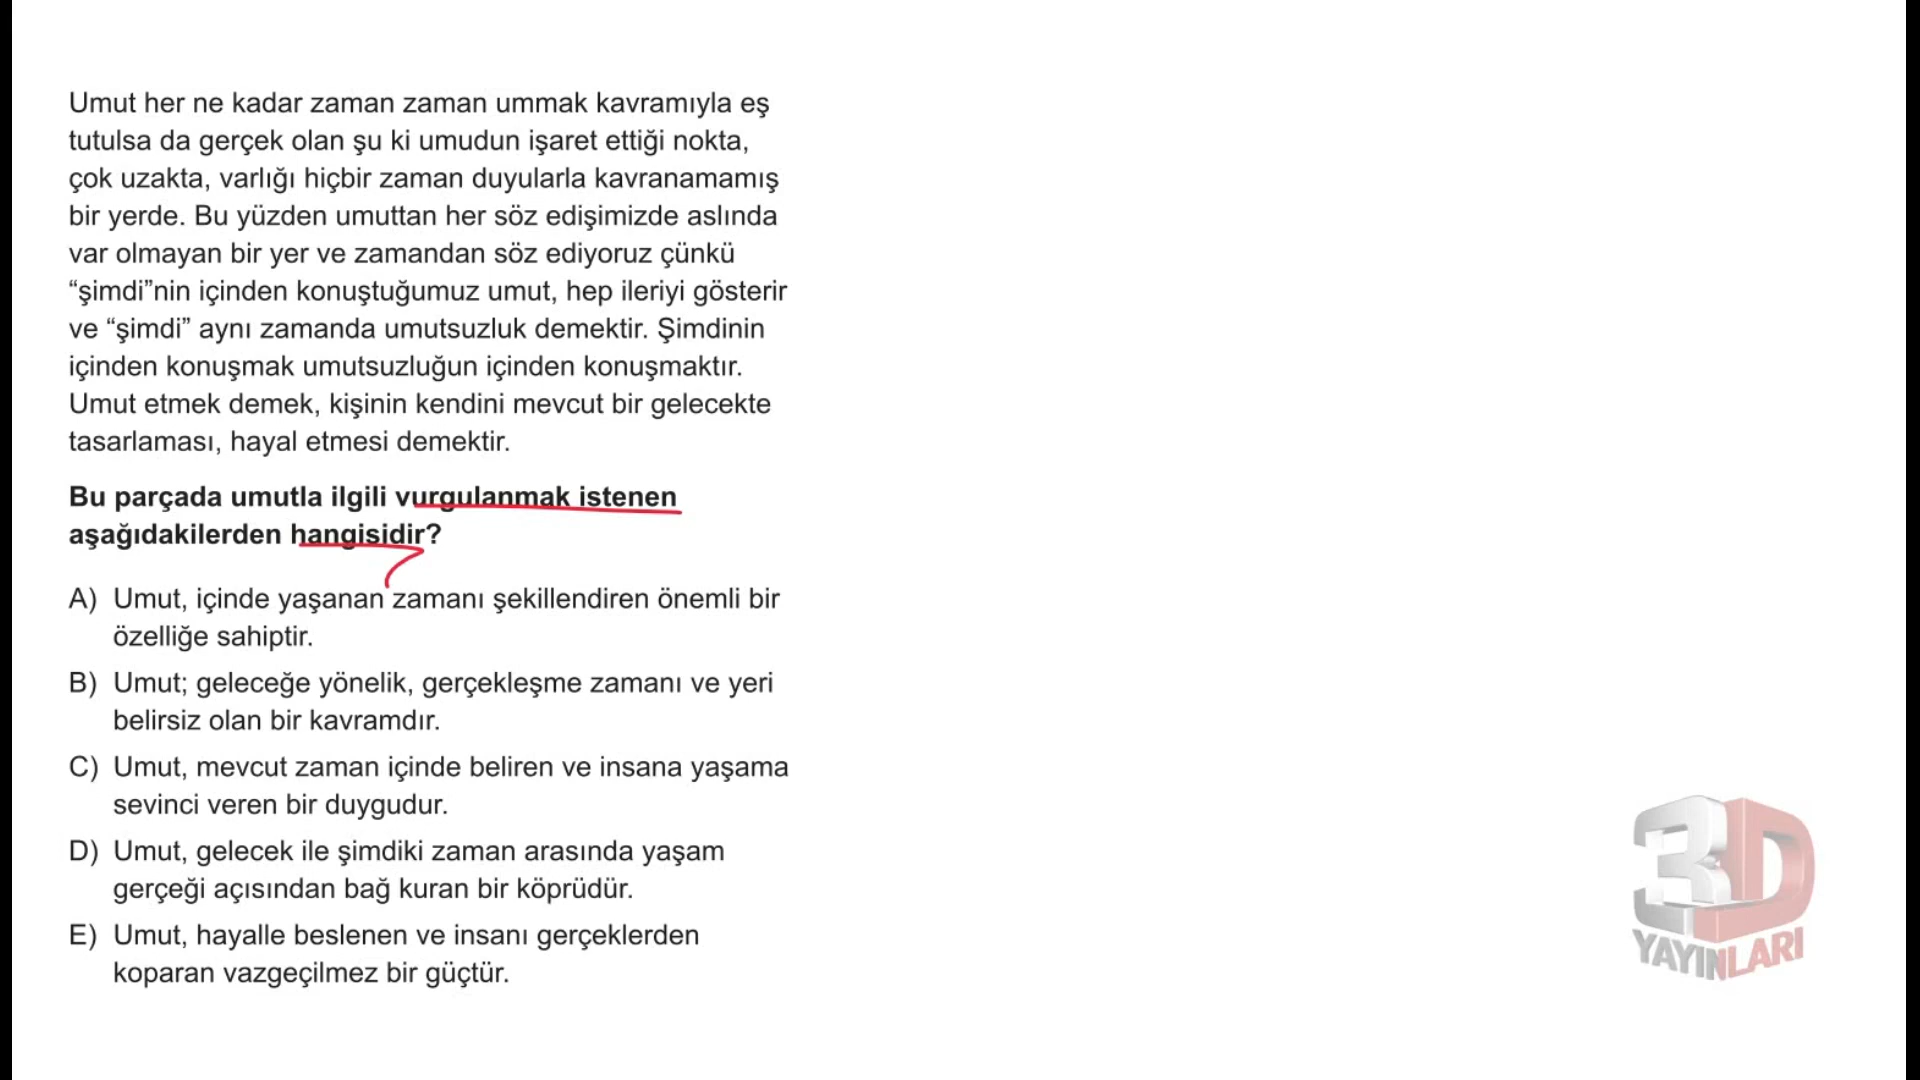 Umut her ne kadar zaman zaman ummak kavramıyla eş
tutulsa da gerçek olan şu ki umudun işaret ettiği nokta,
çok uzakta, varlığı hiçbir zaman duyularla kavranamamış
bir yerde. Bu yüzden umuttan her söz edişimizde aslında
var olmayan bir yer ve zamandan söz ediyoruz çünkü
“şimdi”nin içinden konuştuğumuz umut, hep ileriyi gösterir
ve “şimdi” aynı zamanda umutsuzluk demektir. Şimdinin
içinden konuşmak umutsuzluğun içinden konuşmaktır.
Umut etmek demek, kişinin kendini mevcut bir gelecekte
tasarlaması, hayal etmesi demektir.
Bu parçada umutla ilgili vurgulanmak istenen
aşağıdakilerden hangisidir?
A) Umut, içinde yaşanan zamanı şekillendiren önemli bir
özelliğe sahiptir.
B) Umut; geleceğe yönelik, gerçekleşme zamanı ve yeri
belirsiz olan bir kavramdır.
C) Umut, mevcut zaman içinde beliren ve insana yaşama
sevinci veren bir duygudur.
D) Umut, gelecek ile şimdiki zaman arasında yaşam
gerçeği açısından bağ kuran bir köprüdür.
E) Umut, hayalle beslenen ve insanı gerçeklerden
koparan vazgeçilmez bir güçtür.
3D
YAYINLARI